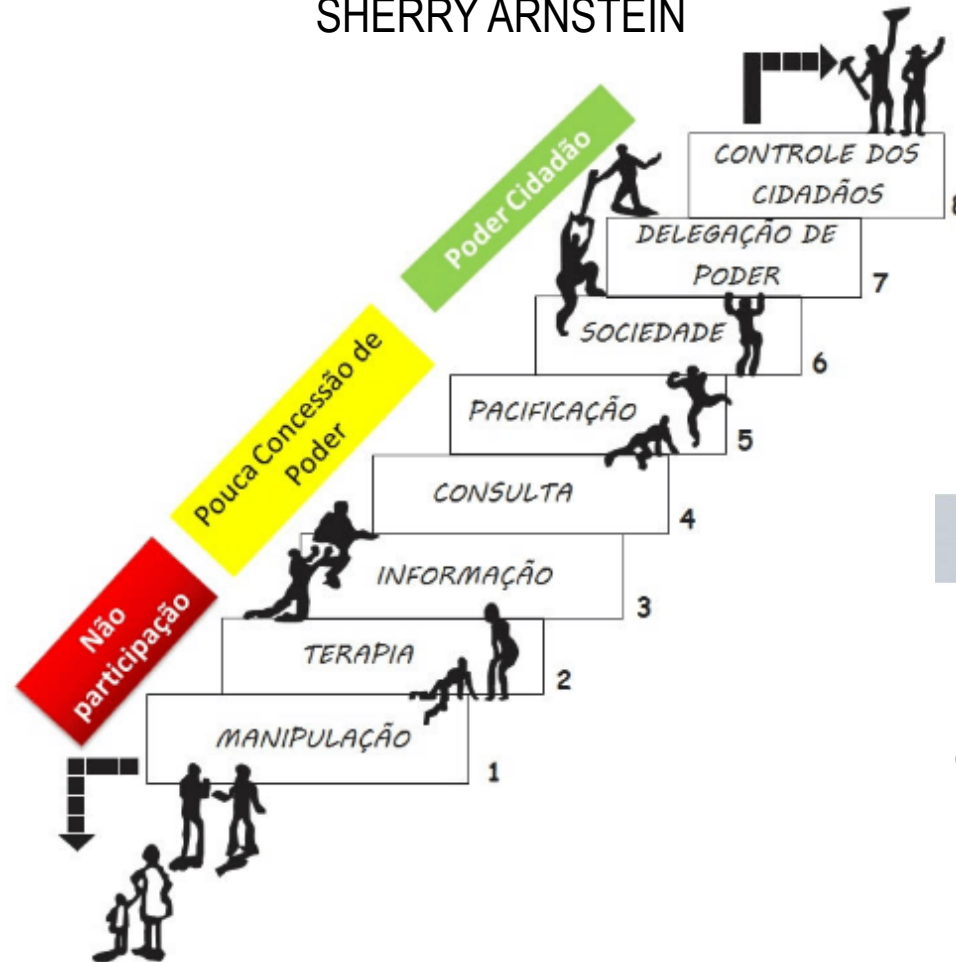 SHERRY ARNSTEIN
Poder Cidadão
Pouca Concessão de
Poder
Não
participação
CONTROLE DOS
CIDADÃOS
8
DELEGAÇÃO DE
PODER
7
SOCIEDADE
6
PACIFICAÇÃO
5
CONSULTA
4
INFORMAÇÃO
3
TERAPIA
2
MANIPULAÇÃO
1